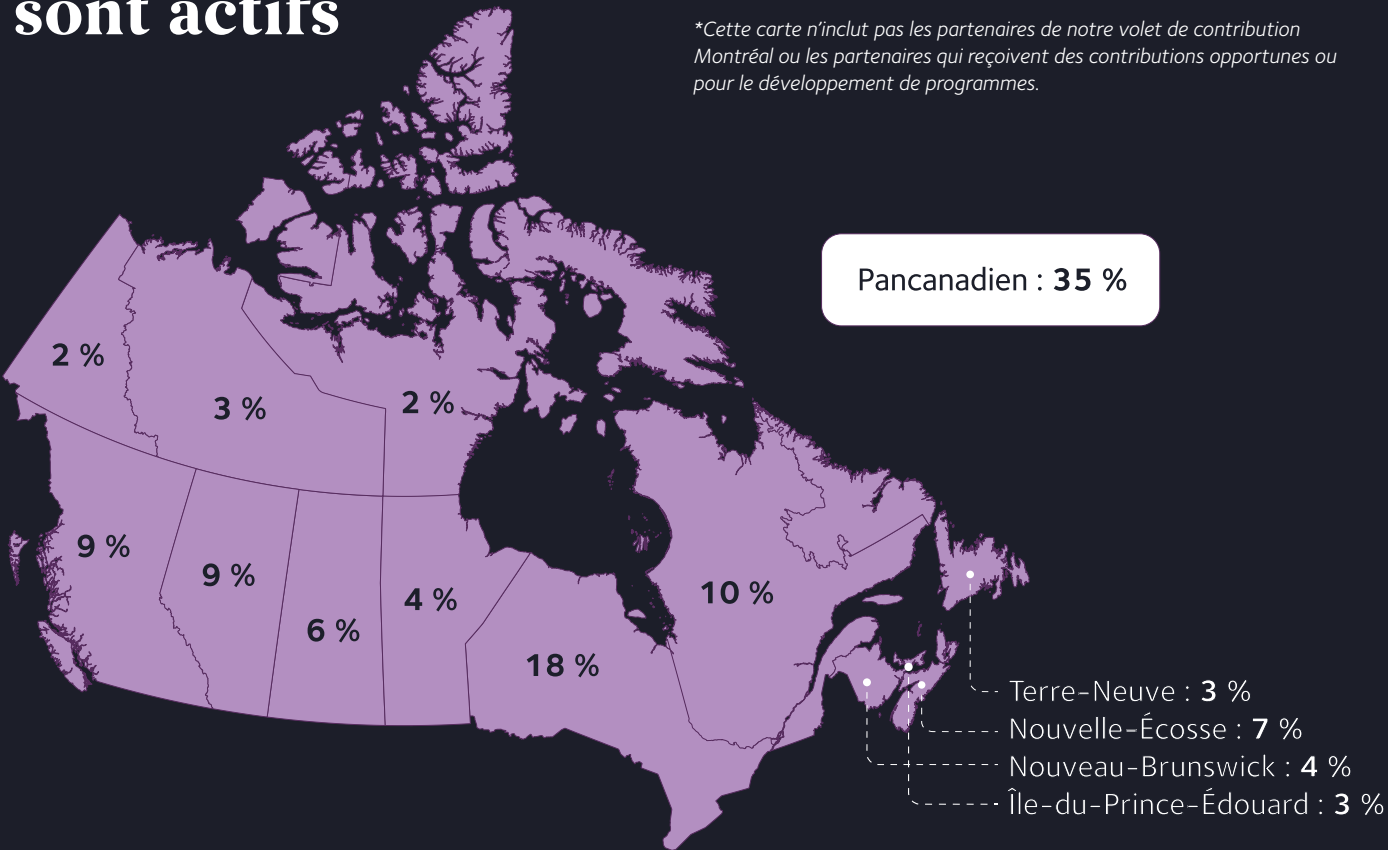 sont actifs
*Cette carte n'inclut pas les partenaires de notre volet de contribution
Montréal ou les partenaires qui reçoivent des contributions opportunes ou
pour le développement de programmes.
Pancanadien : 35 %
2 %
3 %
2 %
9 %
9 %
6 %
4 %
18 %
10 %
Terre-Neuve : 3 %
Nouvelle-Écosse : 7 %
Nouveau-Brunswick : 4 %
Île-du-Prince-Édouard : 3 %